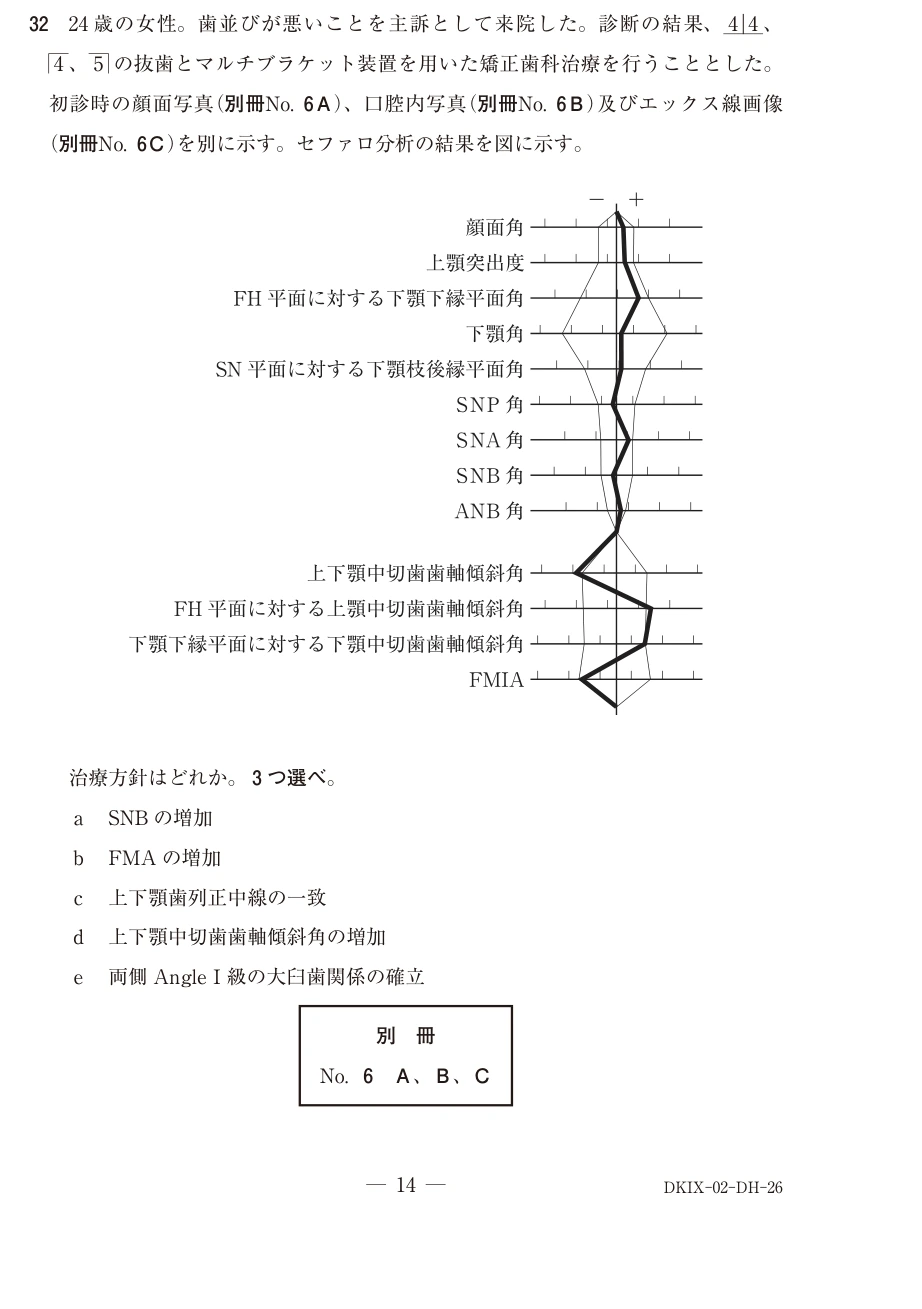 32 24歳の女性。歯並びが悪いことを主訴として来院した。診断の結果、4|4、
4、5の抜歯とマルチブラケット装置を用いた矯正歯科治療を行うこととした。
初診時の顔面写真(別冊No. 6A)、口腔内写真(別冊No. 6B)及びエックス線画像
(別冊No. 6C)を別に示す。セファロ分析の結果を図に示す。
－ ＋
顔面角
上顎突出度
FH平面に対する下顎下縁平面角
下顎角
SN平面に対する下顎枝後縁平面角
SNP角
SNA角
SNB角
ANB角
上下顎中切歯歯軸傾斜角
FH平面に対する上顎中切歯歯軸傾斜角
下顎下縁平面に対する下顎中切歯歯軸傾斜角
FMIA
治療方針はどれか。3つ選べ。
a SNBの増加
b FMAの増加
c 上下顎歯列正中線の一致
d 上下顎中切歯歯軸傾斜角の増加
e 両側 Angle I 級の大臼歯関係の確立
別 冊
No. 6 A、B、C
― 14 ―
DKIX-02-DH-26